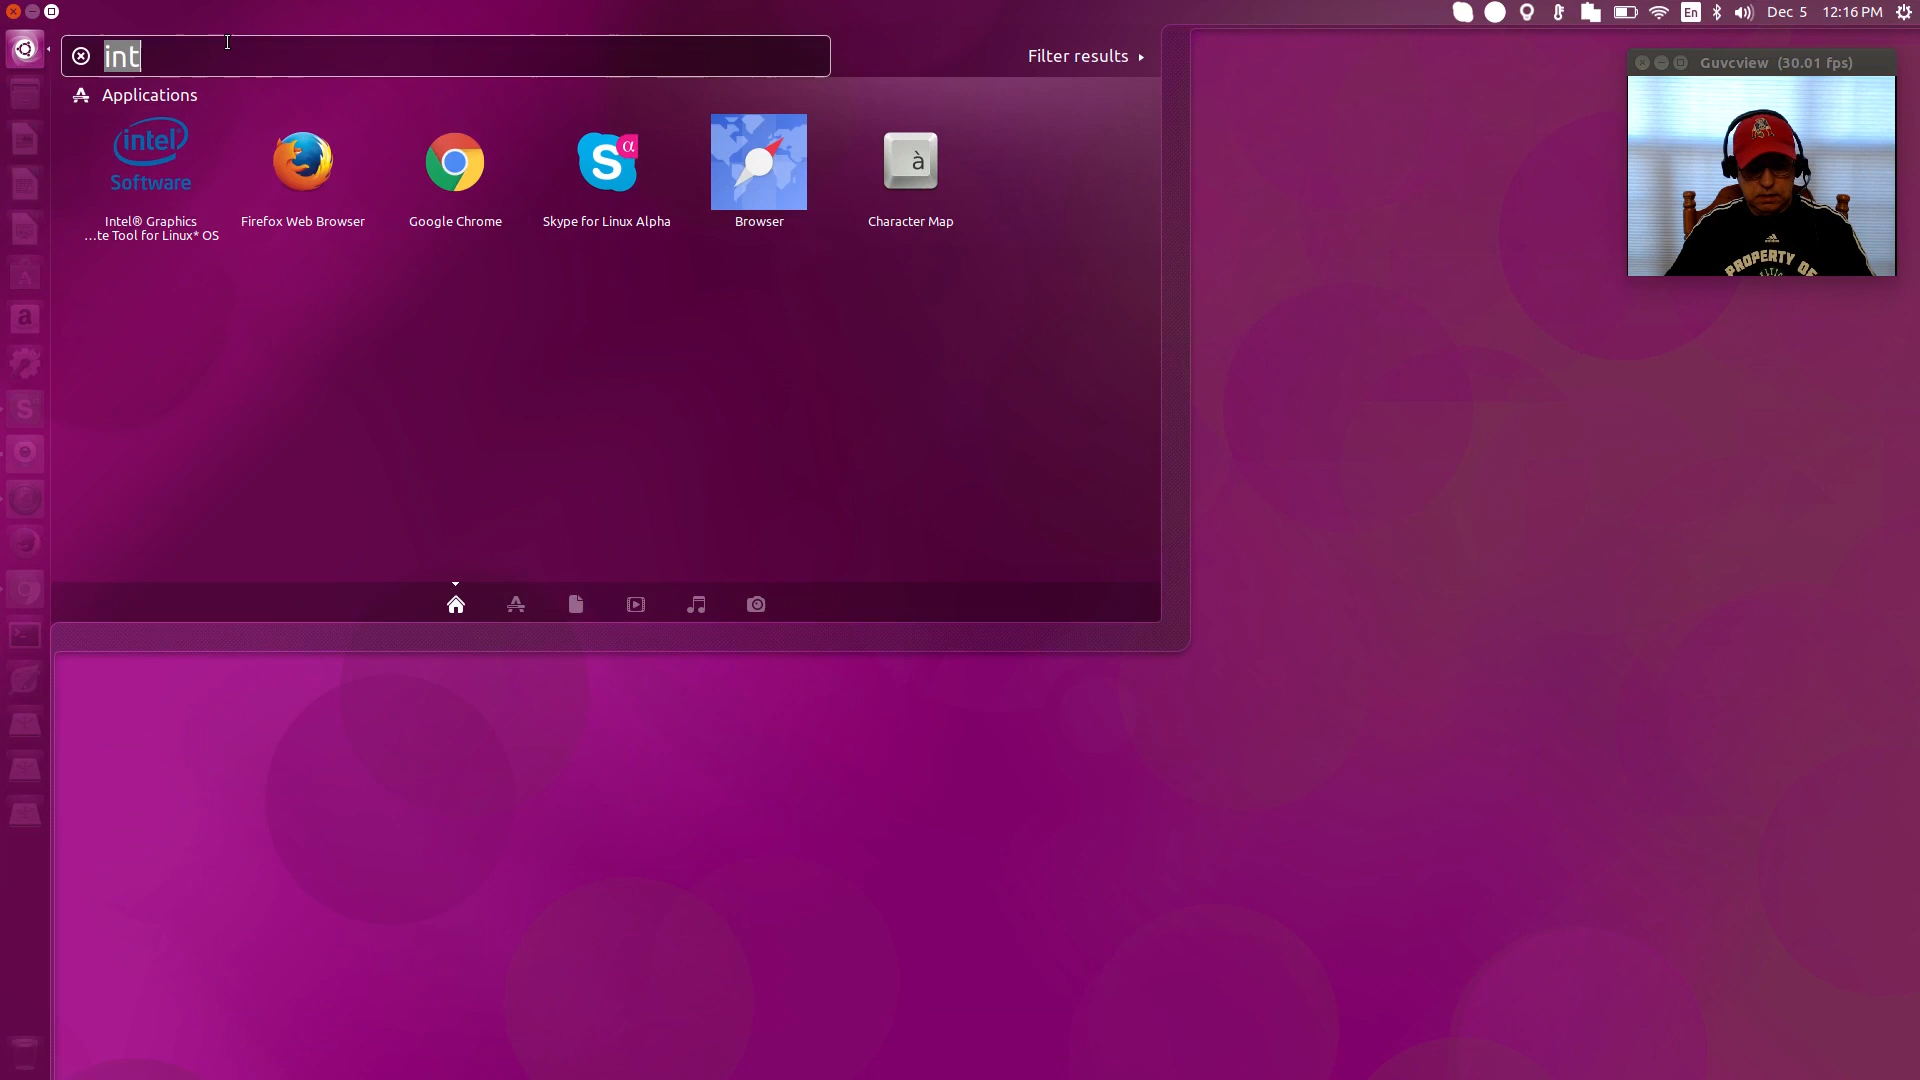 En
Dec 5
12:16 PM
int
Filter results
Guvcview (30.01 fps)
Applications
intel
Software
S
α
à
Intel® Graphics
...te Tool for Linux* OS
Firefox Web Browser
Google Chrome
Skype for Linux Alpha
Browser
Character Map
adidas
PROPERTY OF
a
S